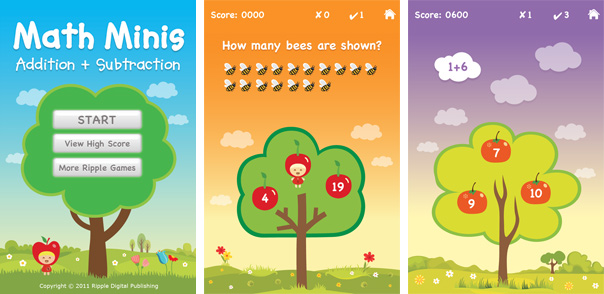 Math Minis
Addition + Subtraction
START
View High Score
More Ripple Games
Copyright © 2011 Ripple Digital Publishing
Score: 0000 ✘ 0 ✔ 1
How many bees are shown?
4
19
Score: 0600 ✘ 1 ✔ 3
1+6
7
9
10